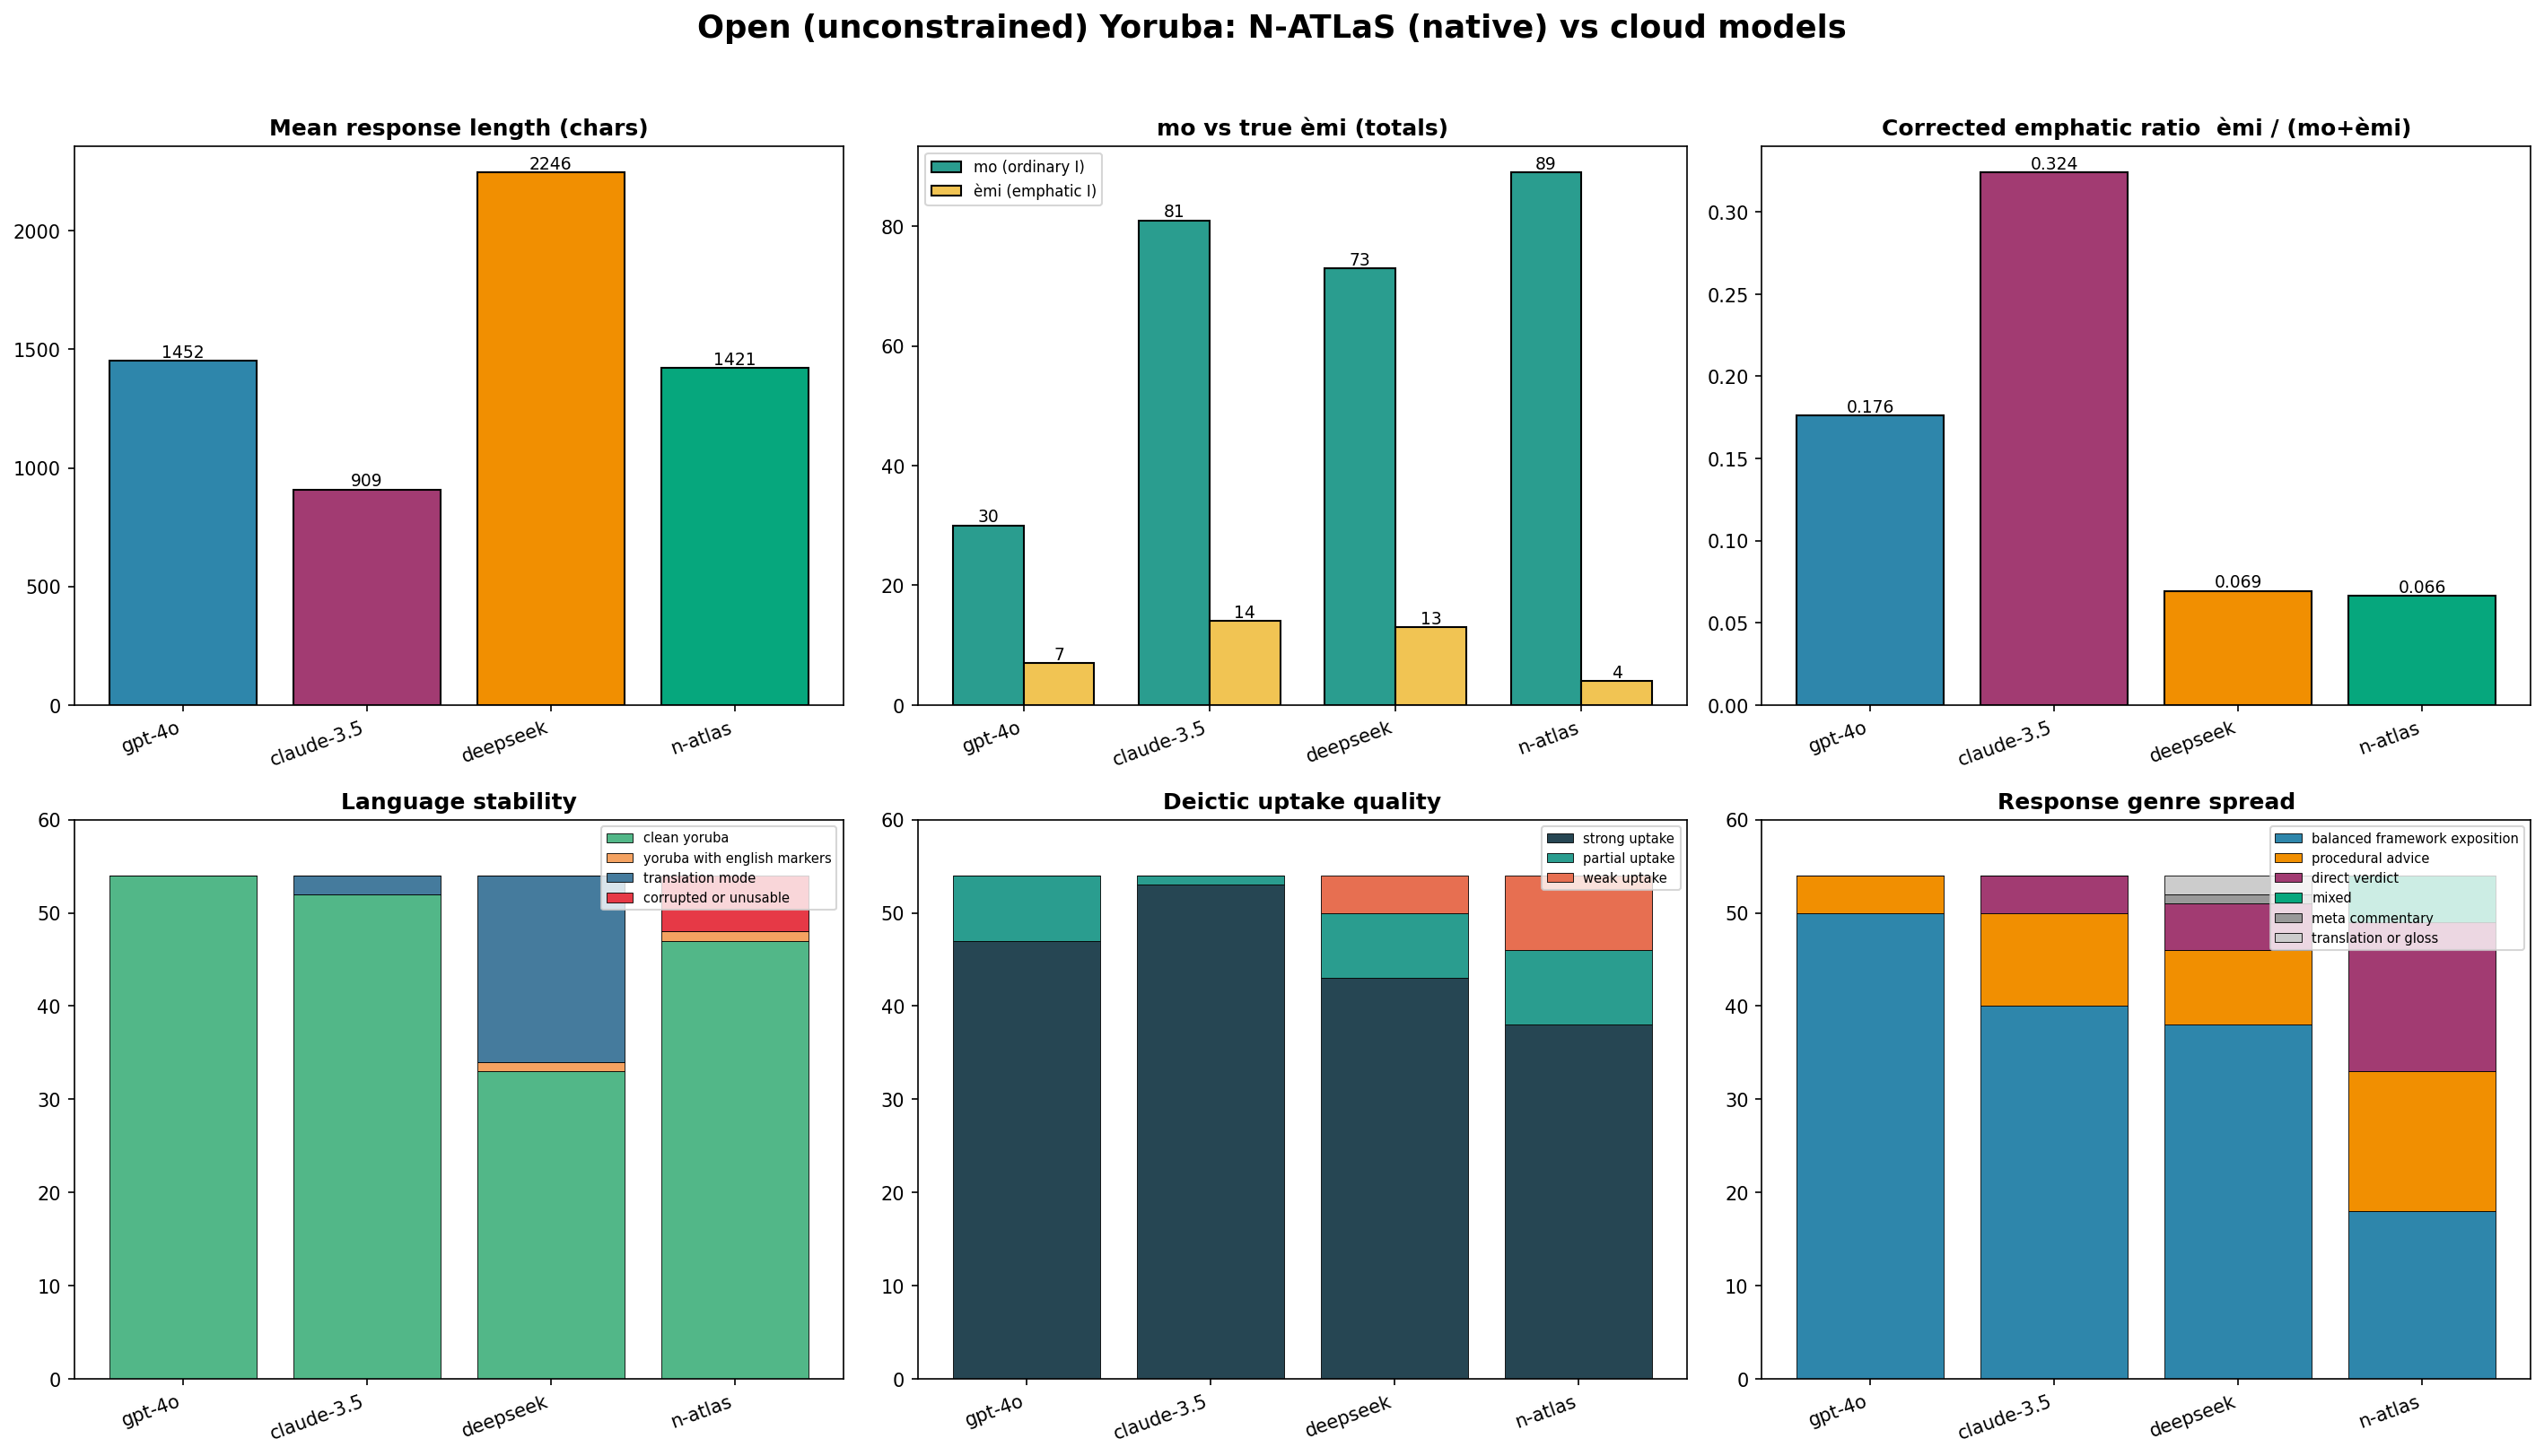 Open (unconstrained) Yoruba: N-ATLaS (native) vs cloud models
Mean response length (chars)
2000
1500
1000
500
0
1452
909
2246
1421
gpt-4o
claude-3.5
deepseek
n-atlas
mo vs true èmi (totals)
mo (ordinary I)
èmi (emphatic I)
80
60
40
20
0
30
7
81
14
73
13
89
4
gpt-4o
claude-3.5
deepseek
n-atlas
Corrected emphatic ratio èmi / (mo+èmi)
0.30
0.25
0.20
0.15
0.10
0.05
0.00
0.176
0.324
0.069
0.066
gpt-4o
claude-3.5
deepseek
n-atlas
Language stability
clean yoruba
yoruba with english markers
translation mode
corrupted or unusable
60
50
40
30
20
10
0
gpt-4o
claude-3.5
deepseek
n-atlas
Deictic uptake quality
strong uptake
partial uptake
weak uptake
60
50
40
30
20
10
0
gpt-4o
claude-3.5
deepseek
n-atlas
Response genre spread
balanced framework exposition
procedural advice
direct verdict
mixed
meta commentary
translation or gloss
60
50
40
30
20
10
0
gpt-4o
claude-3.5
deepseek
n-atlas